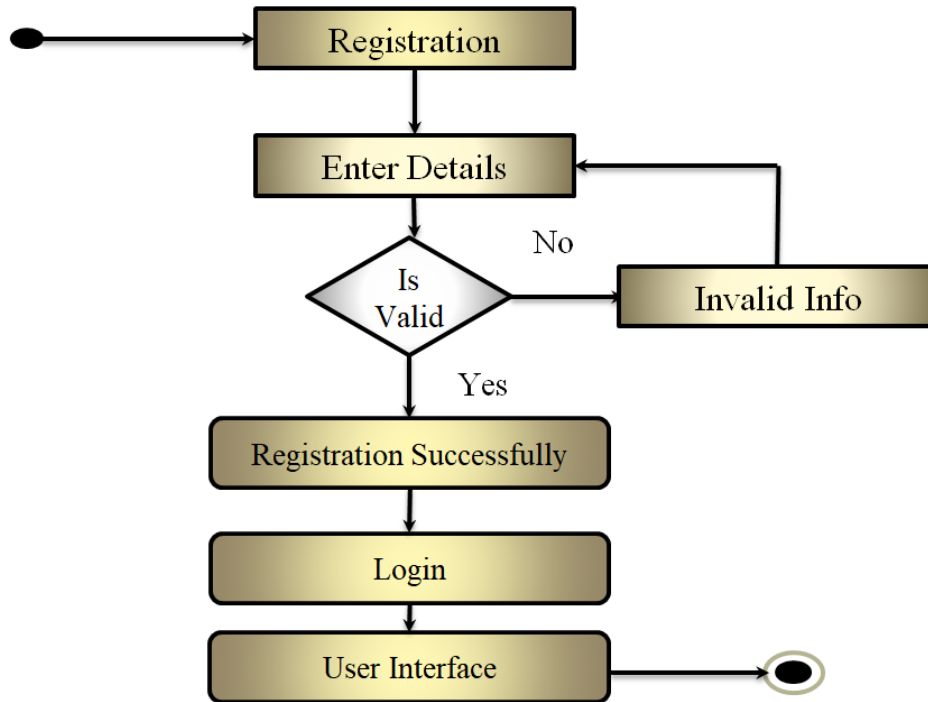 Registration
Enter Details
No
Is
Valid
Invalid Info
Yes
Registration Successfully
Login
User Interface